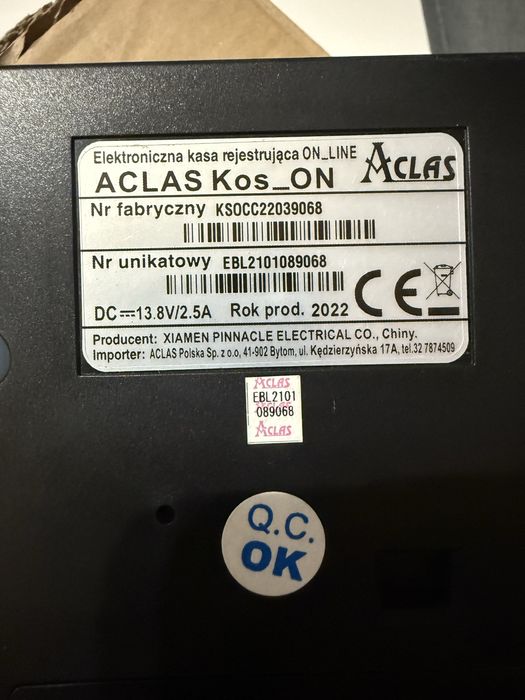 Elektroniczna kasa rejestrująca ON_LINE
ACLAS
ACLAS Kos_ON
Nr fabryczny KSOCC22039068
Nr unikatowy EBL2101089068
DC⎓13.8V/2.5A Rok prod. 2022
CE
Producent: XIAMEN PINNACLE ELECTRICAL CO., Chiny.
Importer: ACLAS Polska Sp. z o.o, 41-902 Bytom, ul. Kędzierzyńska 17A, tel.32 7874509
ACLAS
EBL2101
089068
ACLAS
Q.C.
OK